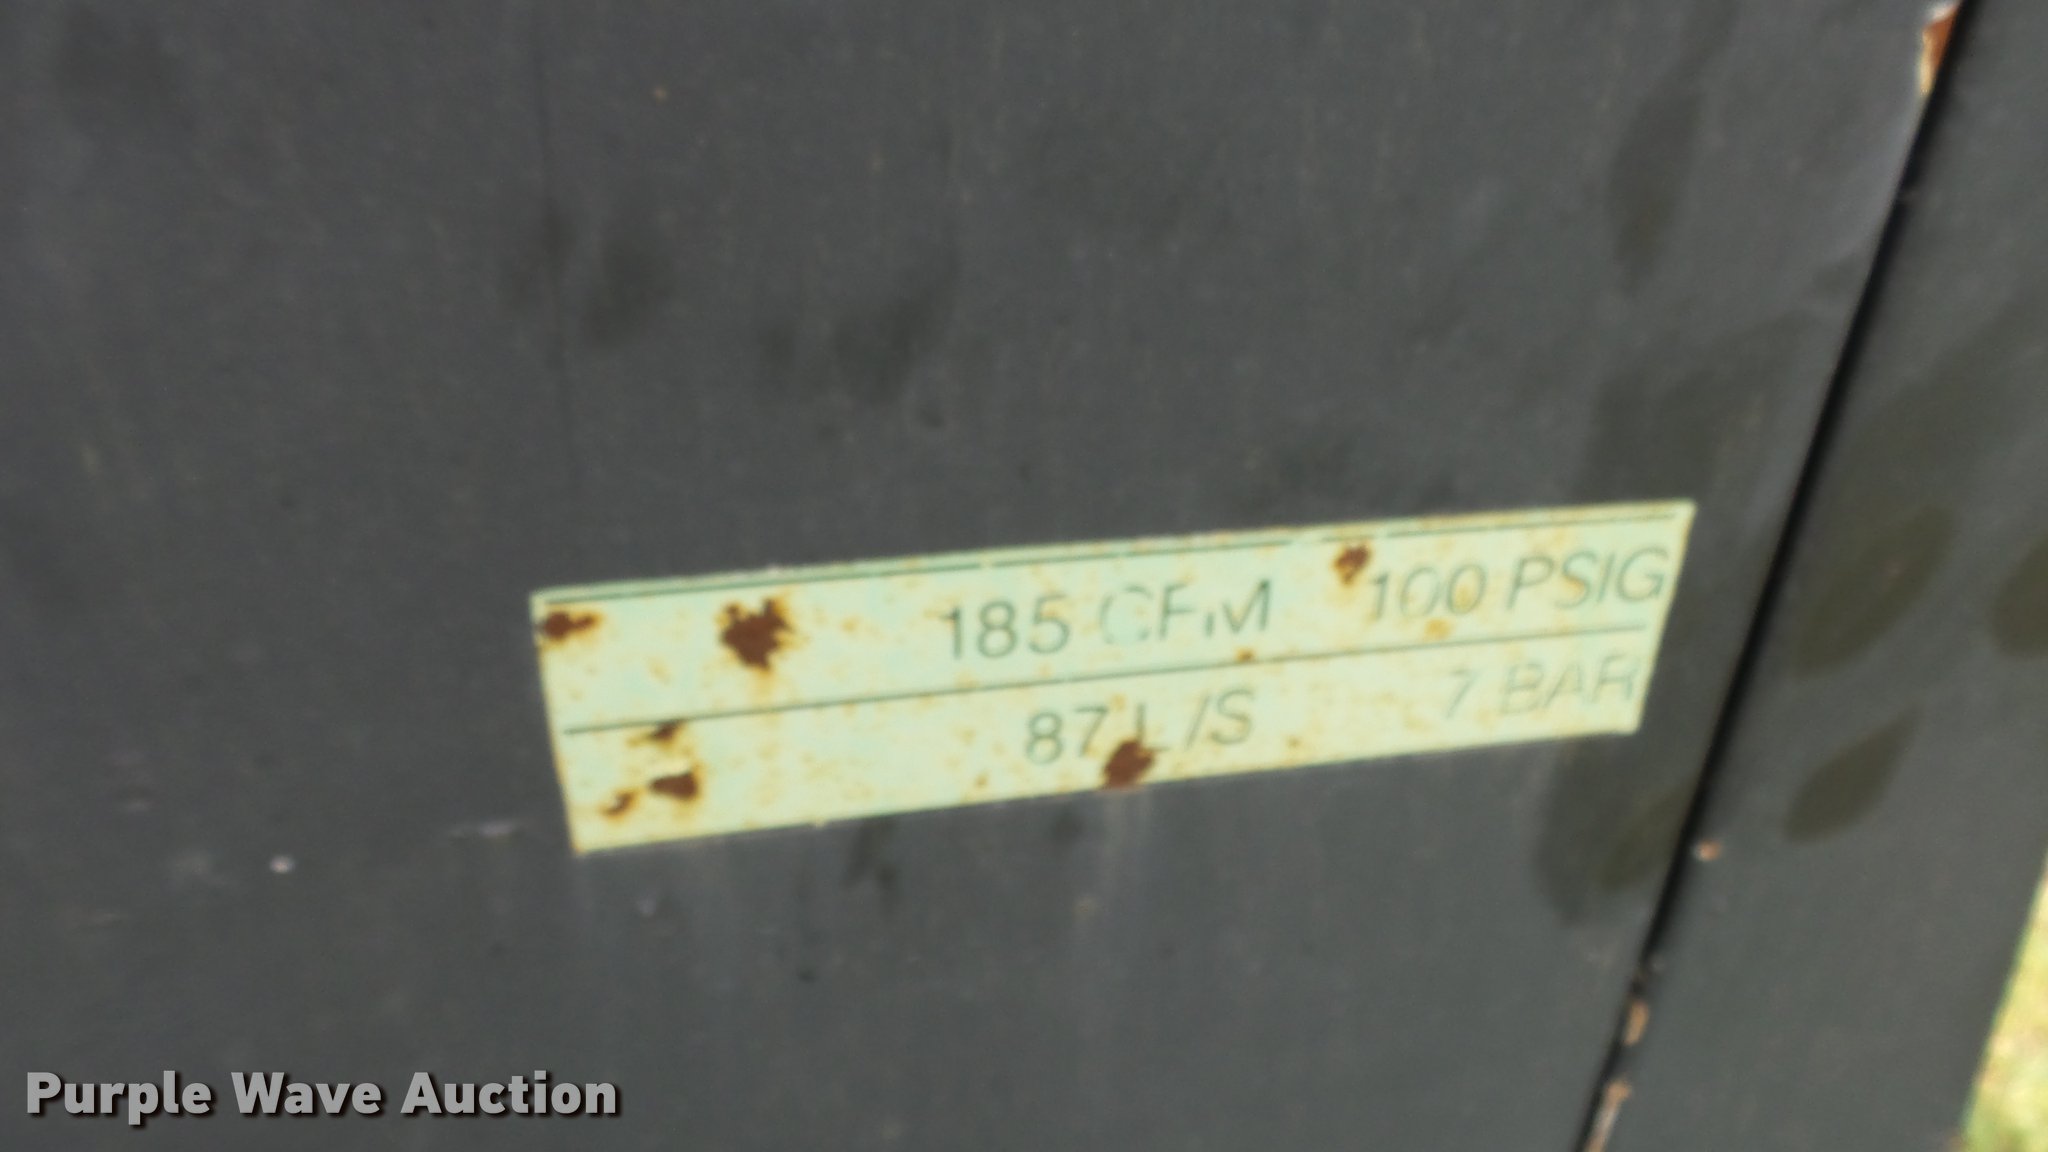 185 CFM 100 PSIG
87 L/S 7 BAR
Purple Wave Auction